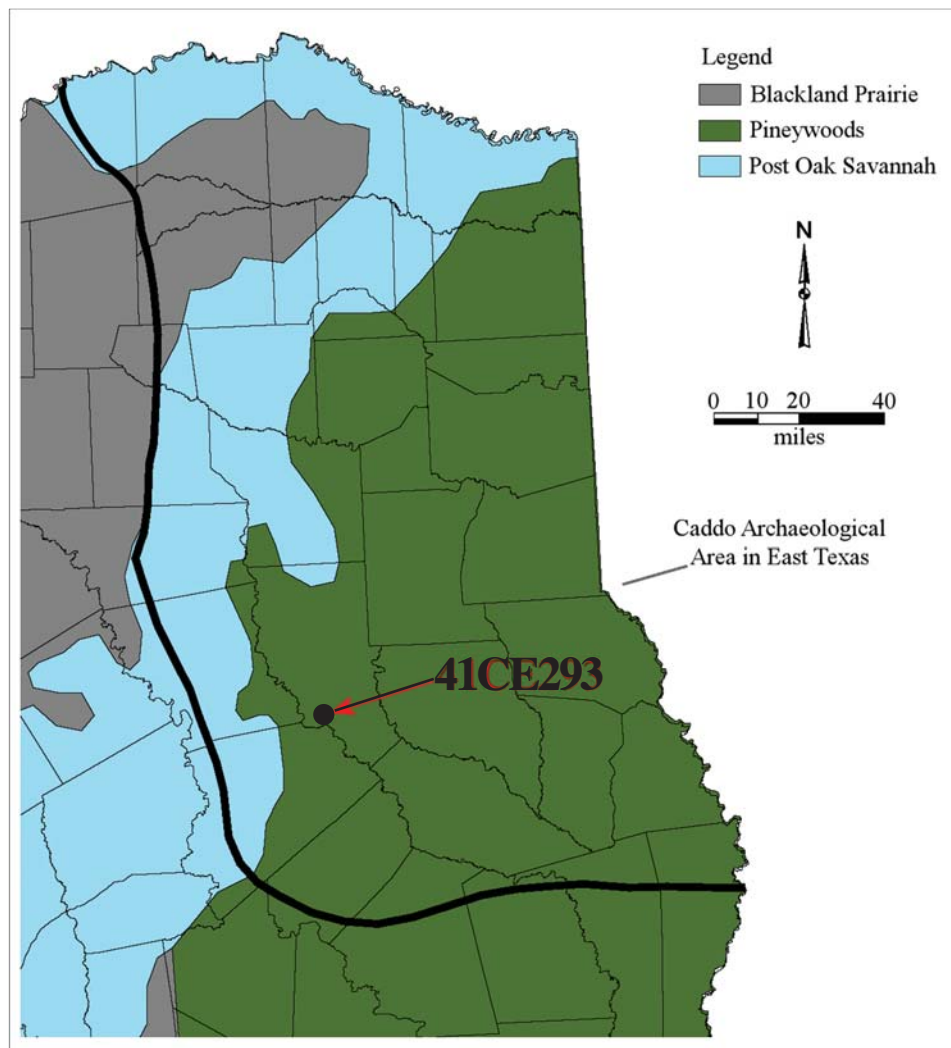 Legend
Blackland Prairie
Pineywoods
Post Oak Savannah
N
0 10 20 40
miles
Caddo Archaeological
Area in East Texas
41CE293